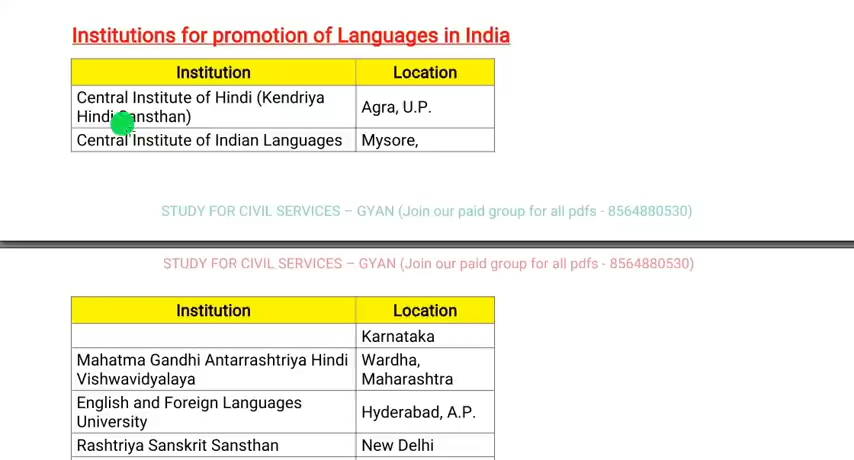 Institutions for promotion of Languages in India
Institution Location
Central Institute of Hindi (Kendriya
Hindi Sansthan) Agra, U.P.
Central Institute of Indian Languages Mysore,
STUDY FOR CIVIL SERVICES – GYAN (Join our paid group for all pdfs - 8564880530)
STUDY FOR CIVIL SERVICES – GYAN (Join our paid group for all pdfs - 8564880530)
Institution Location
Karnataka
Mahatma Gandhi Antarrashtriya Hindi Wardha,
Vishwavidyalaya Maharashtra
English and Foreign Languages
University Hyderabad, A.P.
Rashtriya Sanskrit Sansthan New Delhi